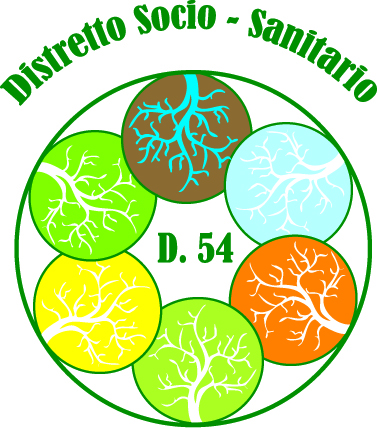 Distretto Socio - Sanitario
D. 54